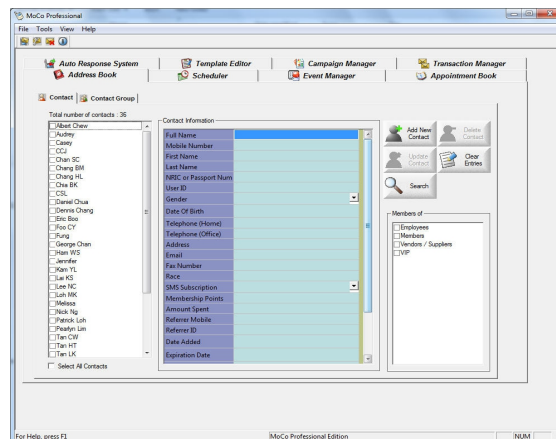 MoCo Professional
File Tools View Help
Auto Response System
Template Editor
Campaign Manager
Transaction Manager
Address Book
Scheduler
Event Manager
Appointment Book
Contact
Contact Group
Total number of contacts : 36
Albert Chew
Audrey
Casey
CCJ
Chan SC
Chang BM
Chang HL
Chia BK
CSL
Daniel Chua
Dennis Chang
Eric Boo
Foo CY
Fung
George Chan
Ham WS
Jennifer
Kam YL
Lai KS
Lee NC
Loh MK
Melissa
Nick Ng
Patrick Loh
Pearlyn Lim
Tan CW
Tan HT
Tan LK
Select All Contacts
Contact Information
Full Name
Mobile Number
First Name
Last Name
NRIC or Passport Num
User ID
Gender
Date Of Birth
Telephone (Home)
Telephone (Office)
Address
Email
Fax Number
Race
SMS Subscription
Membership Points
Amount Spent
Referrer Mobile
Referrer ID
Date Added
Expiration Date
Add New
Contact
Delete
Contact
Update
Contact
Clear
Entries
Search
Members of
Employees
Members
Vendors / Suppliers
VIP
For Help, press F1
MoCo Professional Edition
NUM